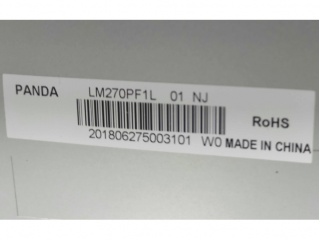 PANDA LM270PF1L 01 NJ
RoHS
201806275003101 W0 MADE IN CHINA